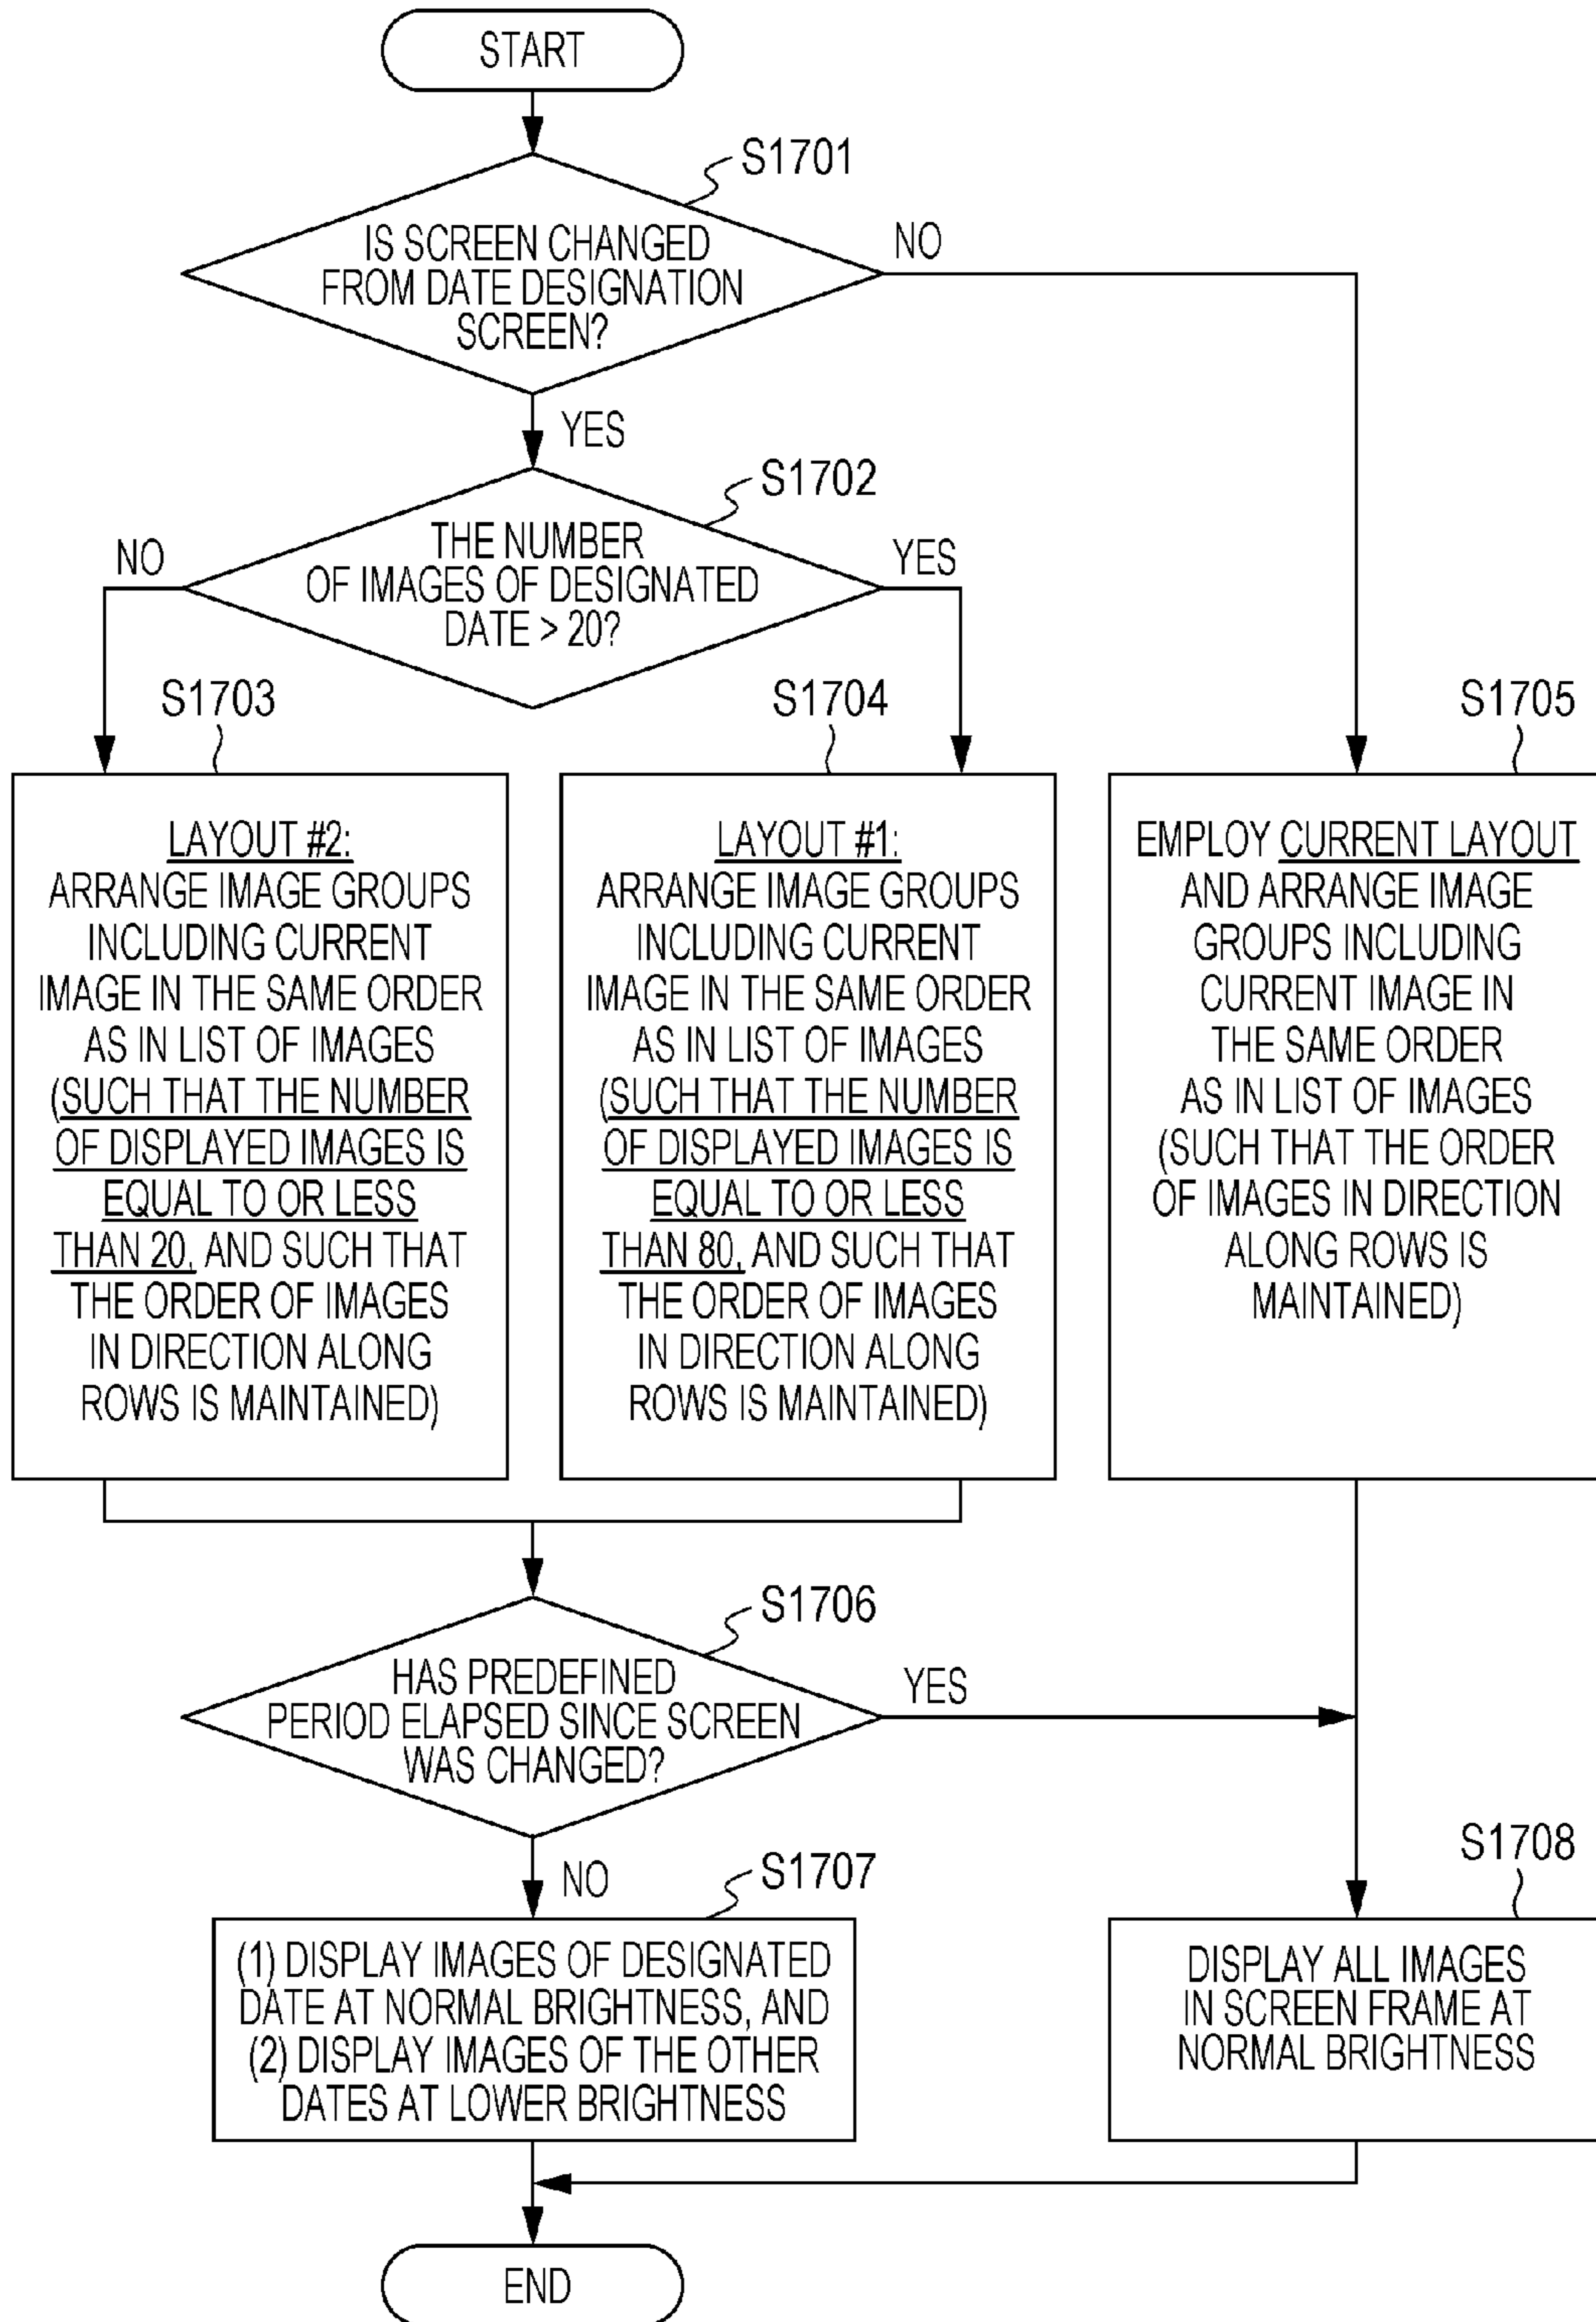 START
S1701
IS SCREEN CHANGED
FROM DATE DESIGNATION
SCREEN?
NO
YES
S1702
THE NUMBER
OF IMAGES OF DESIGNATED
DATE > 20?
NO
YES
S1703
LAYOUT #2:
ARRANGE IMAGE GROUPS
INCLUDING CURRENT
IMAGE IN THE SAME ORDER
AS IN LIST OF IMAGES
(SUCH THAT THE NUMBER
OF DISPLAYED IMAGES IS
EQUAL TO OR LESS
THAN 20, AND SUCH THAT
THE ORDER OF IMAGES
IN DIRECTION ALONG
ROWS IS MAINTAINED)
S1704
LAYOUT #1:
ARRANGE IMAGE GROUPS
INCLUDING CURRENT
IMAGE IN THE SAME ORDER
AS IN LIST OF IMAGES
(SUCH THAT THE NUMBER
OF DISPLAYED IMAGES IS
EQUAL TO OR LESS
THAN 80, AND SUCH THAT
THE ORDER OF IMAGES
IN DIRECTION ALONG
ROWS IS MAINTAINED)
S1705
EMPLOY CURRENT LAYOUT
AND ARRANGE IMAGE
GROUPS INCLUDING
CURRENT IMAGE IN
THE SAME ORDER
AS IN LIST OF IMAGES
(SUCH THAT THE ORDER
OF IMAGES IN DIRECTION
ALONG ROWS IS
MAINTAINED)
S1706
HAS PREDEFINED
PERIOD ELAPSED SINCE SCREEN
WAS CHANGED?
YES
NO
S1707
(1) DISPLAY IMAGES OF DESIGNATED
DATE AT NORMAL BRIGHTNESS, AND
(2) DISPLAY IMAGES OF THE OTHER
DATES AT LOWER BRIGHTNESS
S1708
DISPLAY ALL IMAGES
IN SCREEN FRAME AT
NORMAL BRIGHTNESS
END